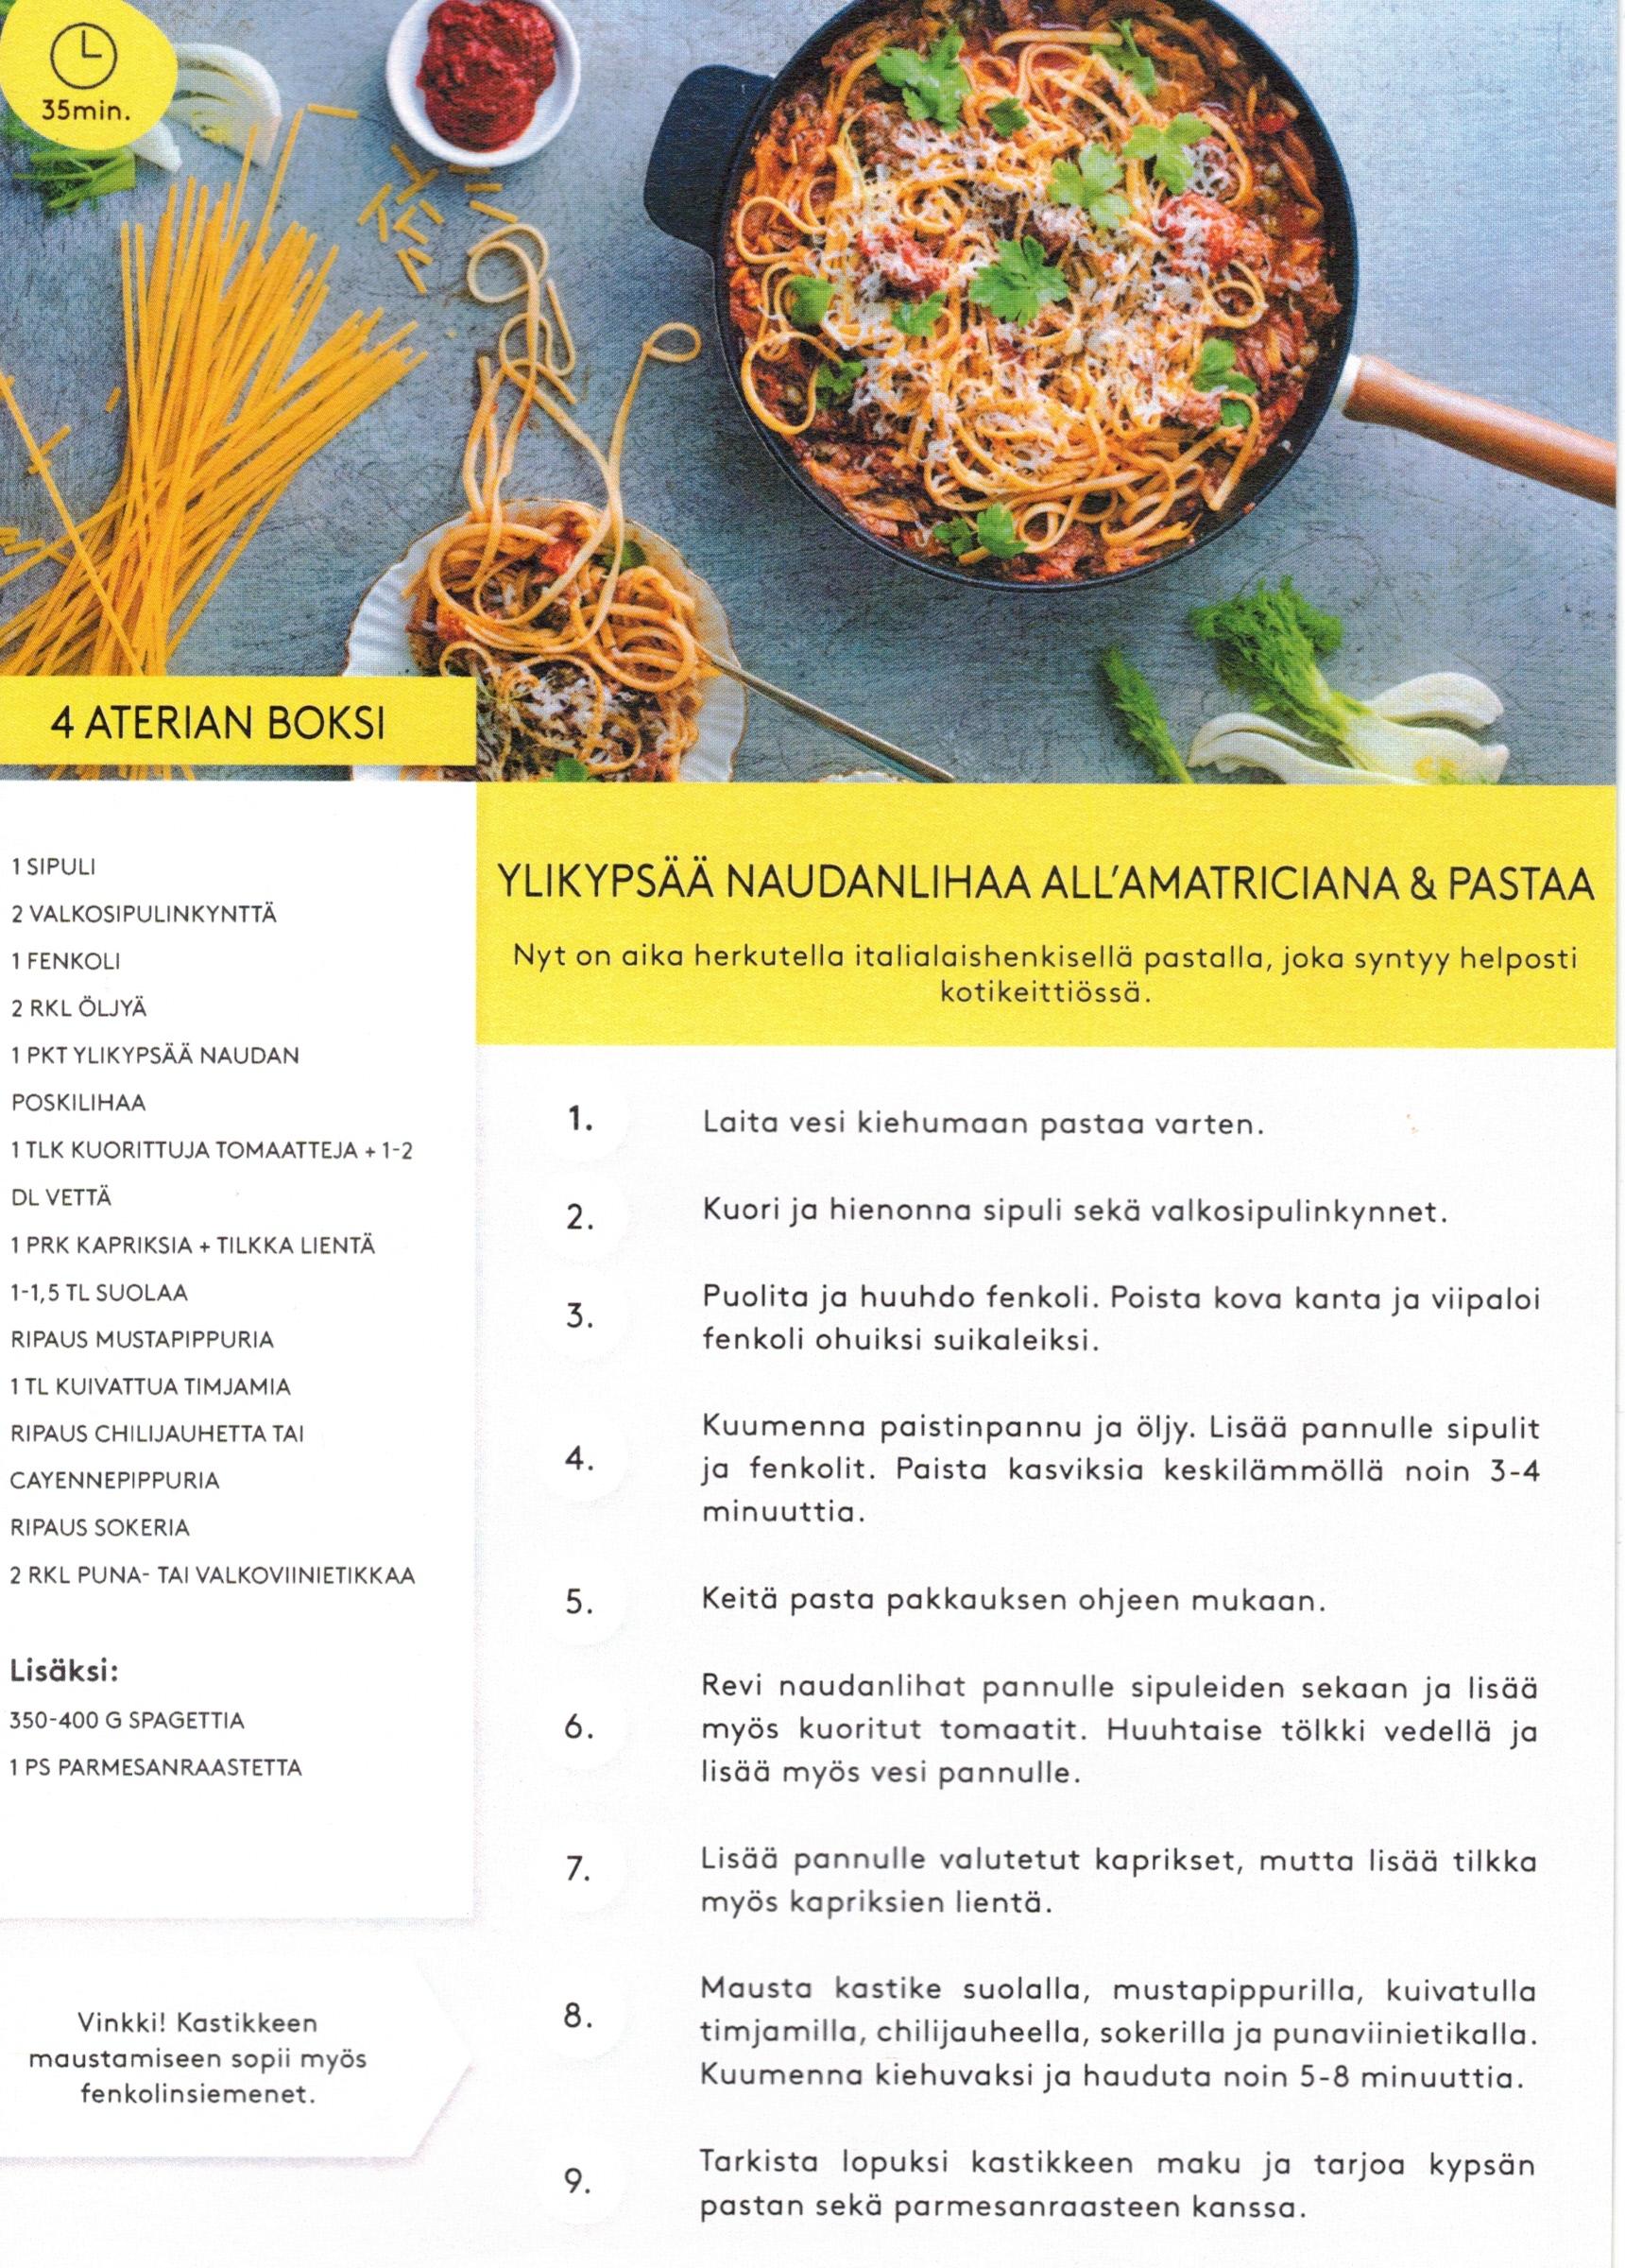 35min.
4 ATERIAN BOKSI
1 SIPULI
2 VALKOSIPULINKYNTTÄ
1 FENKOLI
2 RKL ÖLJYÄ
1 PKT YLIKYPSÄÄ NAUDAN
POSKILIHAA
1 TLK KUORITTUJA TOMAATTEJA + 1-2
DL VETTÄ
1 PRK KAPRIKSIA + TILKKA LIENTÄ
1-1,5 TL SUOLAA
RIPAUS MUSTAPIPPURIA
1 TL KUIVATTUA TIMJAMIA
RIPAUS CHILIJAUHETTA TAI
CAYENNEPIPPURIA
RIPAUS SOKERIA
2 RKL PUNA- TAI VALKOVIINIETIKKAA
Lisäksi:
350-400 G SPAGETTIA
1 PS PARMESANRAASTETTA
Vinkki! Kastikkeen
maustamiseen sopii myös
fenkolinsiemenet.
YLIKYPSÄÄ NAUDANLIHAA ALL'AMATRICIANA & PASTAA
Nyt on aika herkutella italialaishenkisellä pastalla, joka syntyy helposti
kotikeittiössä.
1. Laita vesi kiehumaan pastaa varten.
2. Kuori ja hienonna sipuli sekä valkosipulinkynnet.
3. Puolita ja huuhdo fenkoli. Poista kova kanta ja viipaloi
fenkoli ohuiksi suikaleiksi.
4. Kuumenna paistinpannu ja öljy. Lisää pannulle sipulit
ja fenkolit. Paista kasviksia keskilämmöllä noin 3-4
minuuttia.
5. Keitä pasta pakkauksen ohjeen mukaan.
6. Revi naudanlihat pannulle sipuleiden sekaan ja lisää
myös kuoritut tomaatit. Huuhtaise tölkki vedellä ja
lisää myös vesi pannulle.
7. Lisää pannulle valutetut kaprikset, mutta lisää tilkka
myös kapriksien lientä.
8. Mausta kastike suolalla, mustapippurilla, kuivatulla
timjamilla, chilijauheella, sokerilla ja punaviinietikalla.
Kuumenna kiehuvaksi ja hauduta noin 5-8 minuuttia.
9. Tarkista lopuksi kastikkeen maku ja tarjoa kypsän
pastan sekä parmesanraasteen kanssa.